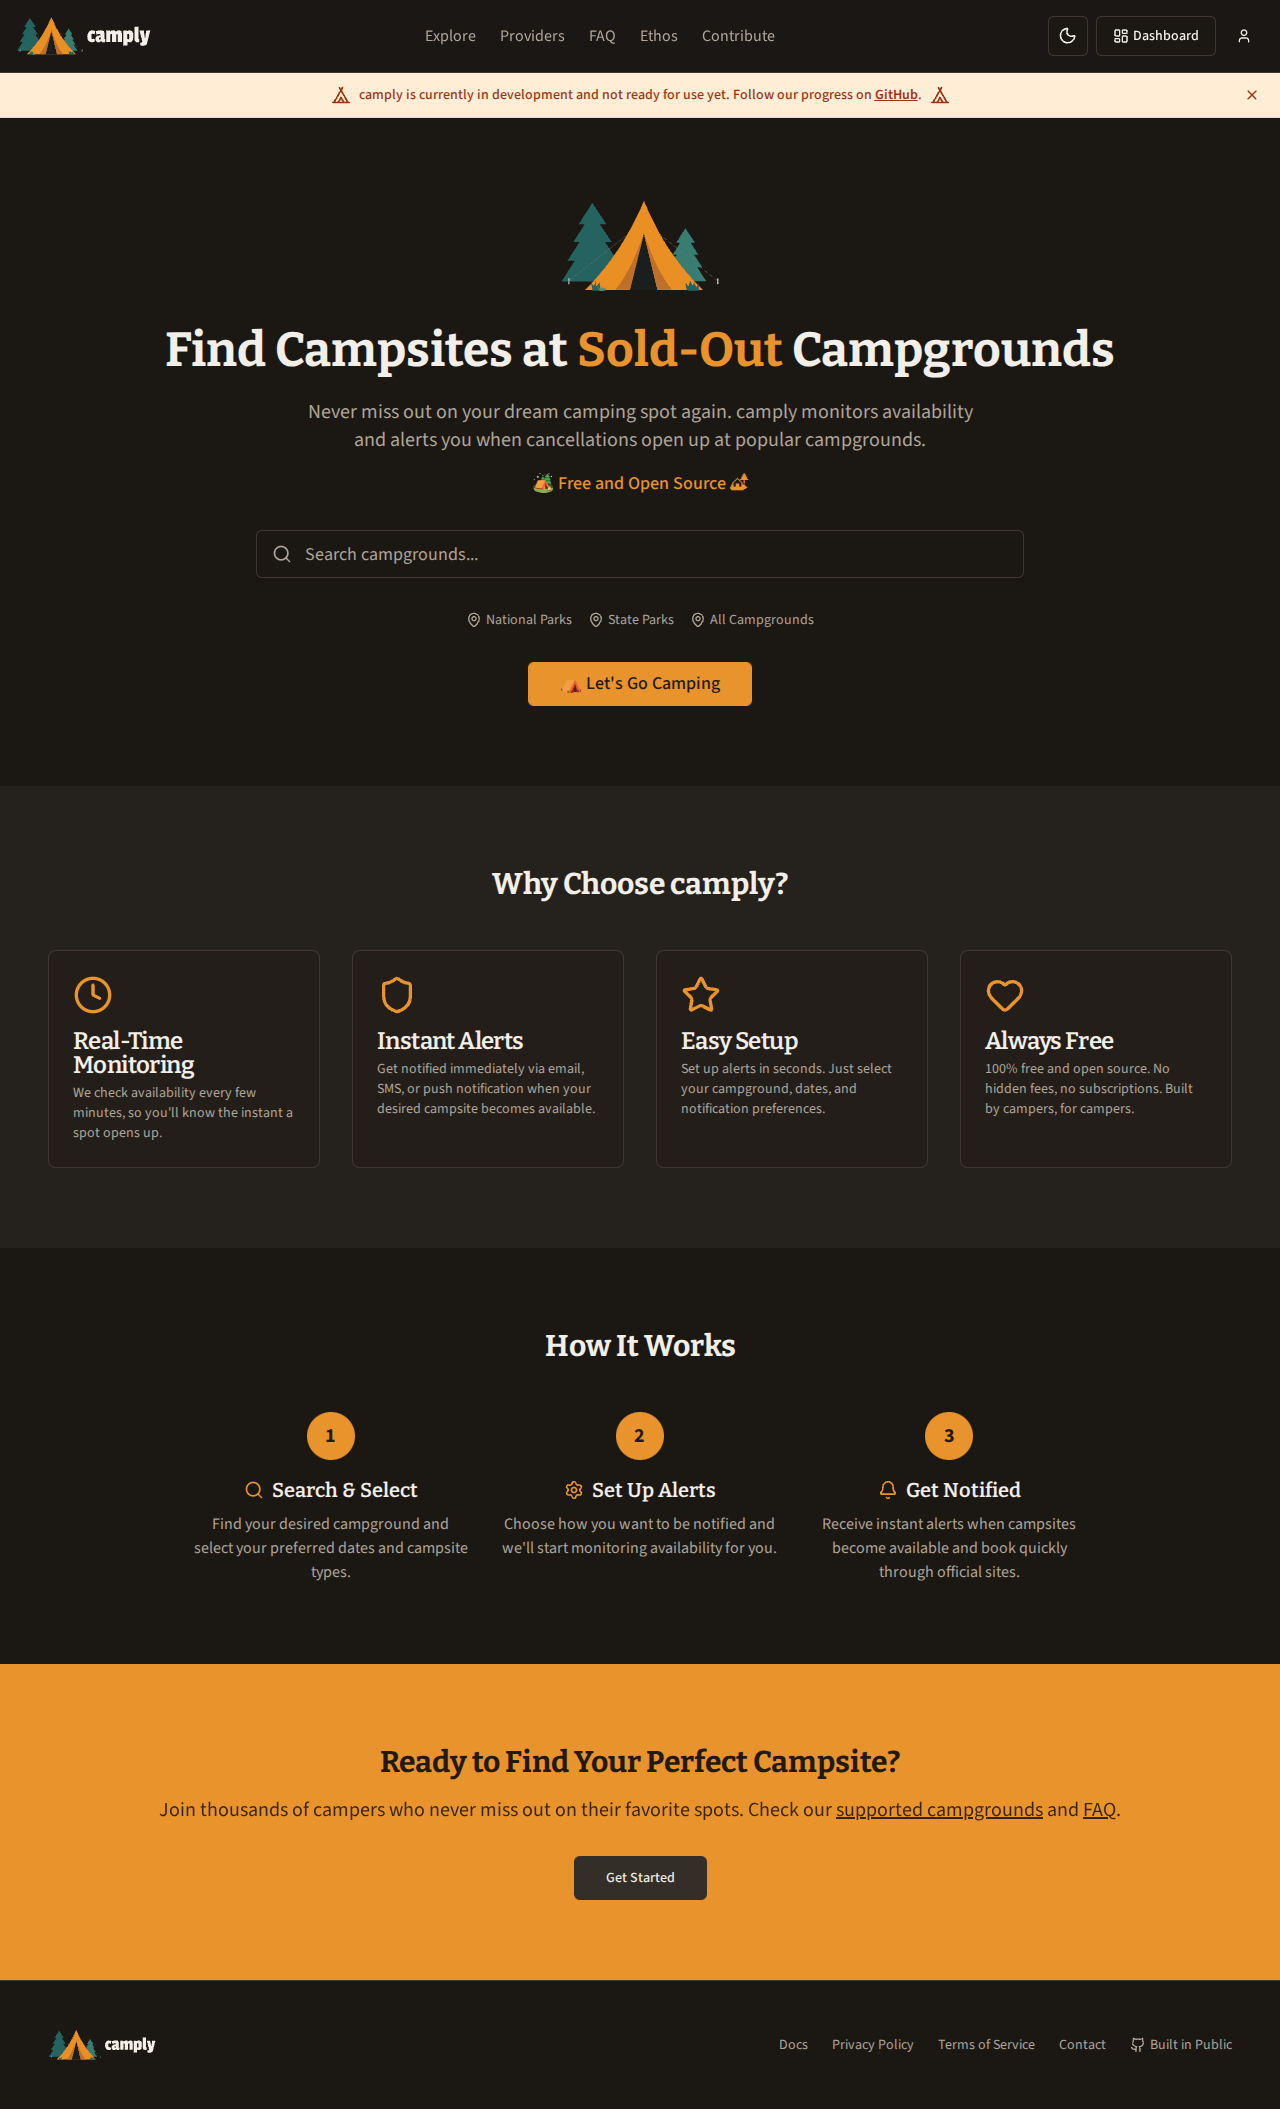 camply
Explore Providers FAQ Ethos Contribute
Dashboard
camply is currently in development and not ready for use yet. Follow our progress on GitHub.
Find Campsites at Sold-Out Campgrounds
Never miss out on your dream camping spot again. camply monitors availability
and alerts you when cancellations open up at popular campgrounds.
🏕️ Free and Open Source 🏕
Search campgrounds...
National Parks State Parks All Campgrounds
⛺ Let's Go Camping
Why Choose camply?
Real-Time
Monitoring
We check availability every few
minutes, so you'll know the instant a
spot opens up.
Instant Alerts
Get notified immediately via email,
SMS, or push notification when your
desired campsite becomes available.
Easy Setup
Set up alerts in seconds. Just select
your campground, dates, and
notification preferences.
Always Free
100% free and open source. No
hidden fees, no subscriptions. Built
by campers, for campers.
How It Works
1
Search & Select
Find your desired campground and
select your preferred dates and campsite
types.
2
Set Up Alerts
Choose how you want to be notified and
we'll start monitoring availability for you.
3
Get Notified
Receive instant alerts when campsites
become available and book quickly
through official sites.
Ready to Find Your Perfect Campsite?
Join thousands of campers who never miss out on their favorite spots. Check our supported campgrounds and FAQ.
Get Started
camply
Docs Privacy Policy Terms of Service Contact Built in Public